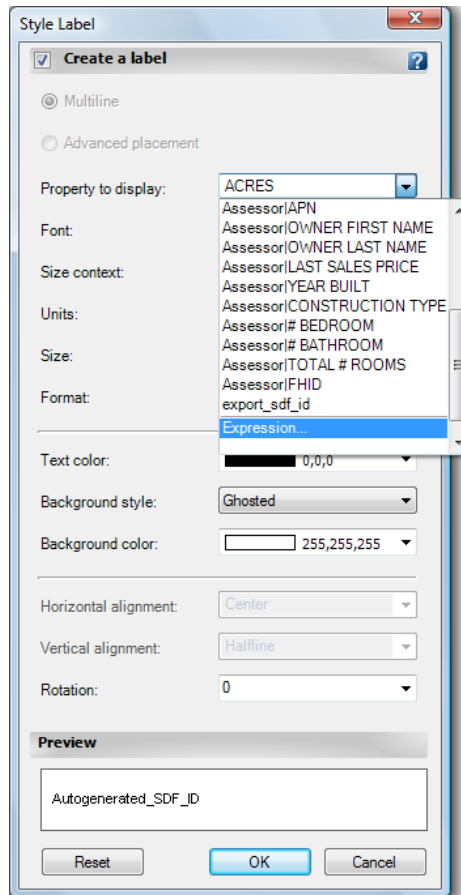 Style Label
Create a label
Multiline
Advanced placement
Property to display: ACRES
Assessor|APN
Font: Assessor|OWNER FIRST NAME
Assessor|OWNER LAST NAME
Size context: Assessor|LAST SALES PRICE
Assessor|YEAR BUILT
Units: Assessor|CONSTRUCTION TYPE
Assessor|# BEDROOM
Size: Assessor|# BATHROOM
Assessor|TOTAL # ROOMS
Format: Assessor|FHID
export_sdf_id
Expression...
Text color: 0,0,0
Background style: Ghosted
Background color: 255,255,255
Horizontal alignment: Center
Vertical alignment: Halfline
Rotation: 0
Preview
Autogenerated_SDF_ID
Reset OK Cancel